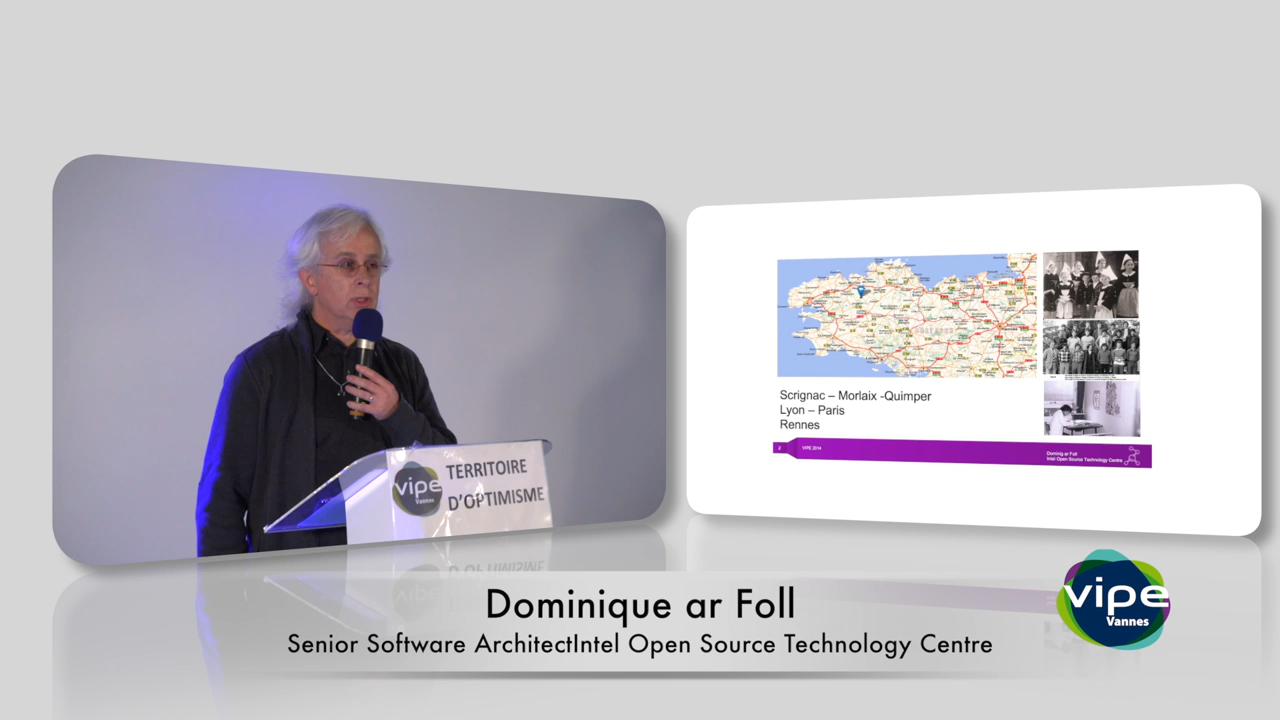 vipe
Vannes
TERRITOIRE
D'OPTIMISME
Scrignac – Morlaix -Quimper
Lyon – Paris
Rennes
2
VIPE 2014
Dominig ar Foll
Intel Open Source Technology Centre
Dominique ar Foll
Senior Software ArchitectIntel Open Source Technology Centre
vipe
Vannes